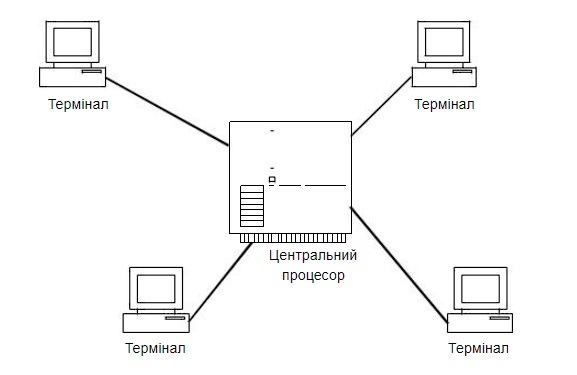 Термінал
Термінал
Центральний
процесор
Термінал
Термінал